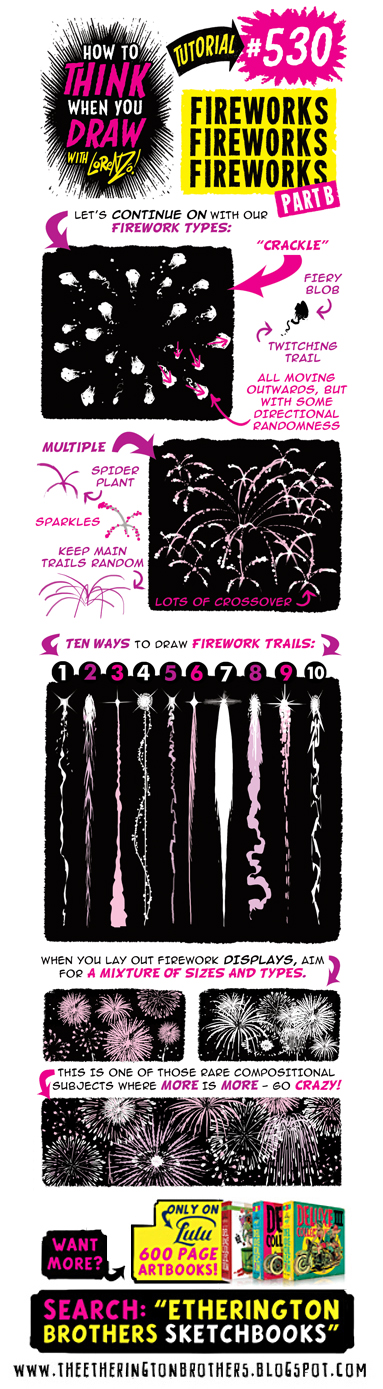 HOW TO
THINK
WHEN YOU
DRAW
WITH LORENZO!
TUTORIAL
#530
FIREWORKS
FIREWORKS
FIREWORKS
PART B
LET'S CONTINUE ON WITH OUR
FIREWORK TYPES:
"CRACKLE"
FIERY
BLOB
TWITCHING
TRAIL
ALL MOVING
OUTWARDS, BUT
WITH SOME
DIRECTIONAL
RANDOMNESS
MULTIPLE
SPIDER
PLANT
SPARKLES
KEEP MAIN
TRAILS RANDOM
LOTS OF CROSSOVER
TEN WAYS TO DRAW FIREWORK TRAILS:
1 2 3 4 5 6 7 8 9 10
WHEN YOU LAY OUT FIREWORK DISPLAYS, AIM
FOR A MIXTURE OF SIZES AND TYPES.
THIS IS ONE OF THOSE RARE COMPOSITIONAL
SUBJECTS WHERE MORE IS MORE - GO CRAZY!
WANT
MORE?
ONLY ON
Lulu
600 PAGE
ARTBOOKS!
DELUXE III
SEARCH: "ETHERINGTON
BROTHERS SKETCHBOOKS"
WWW.THEETHERINGTONBROTHERS.BLOGSPOT.COM